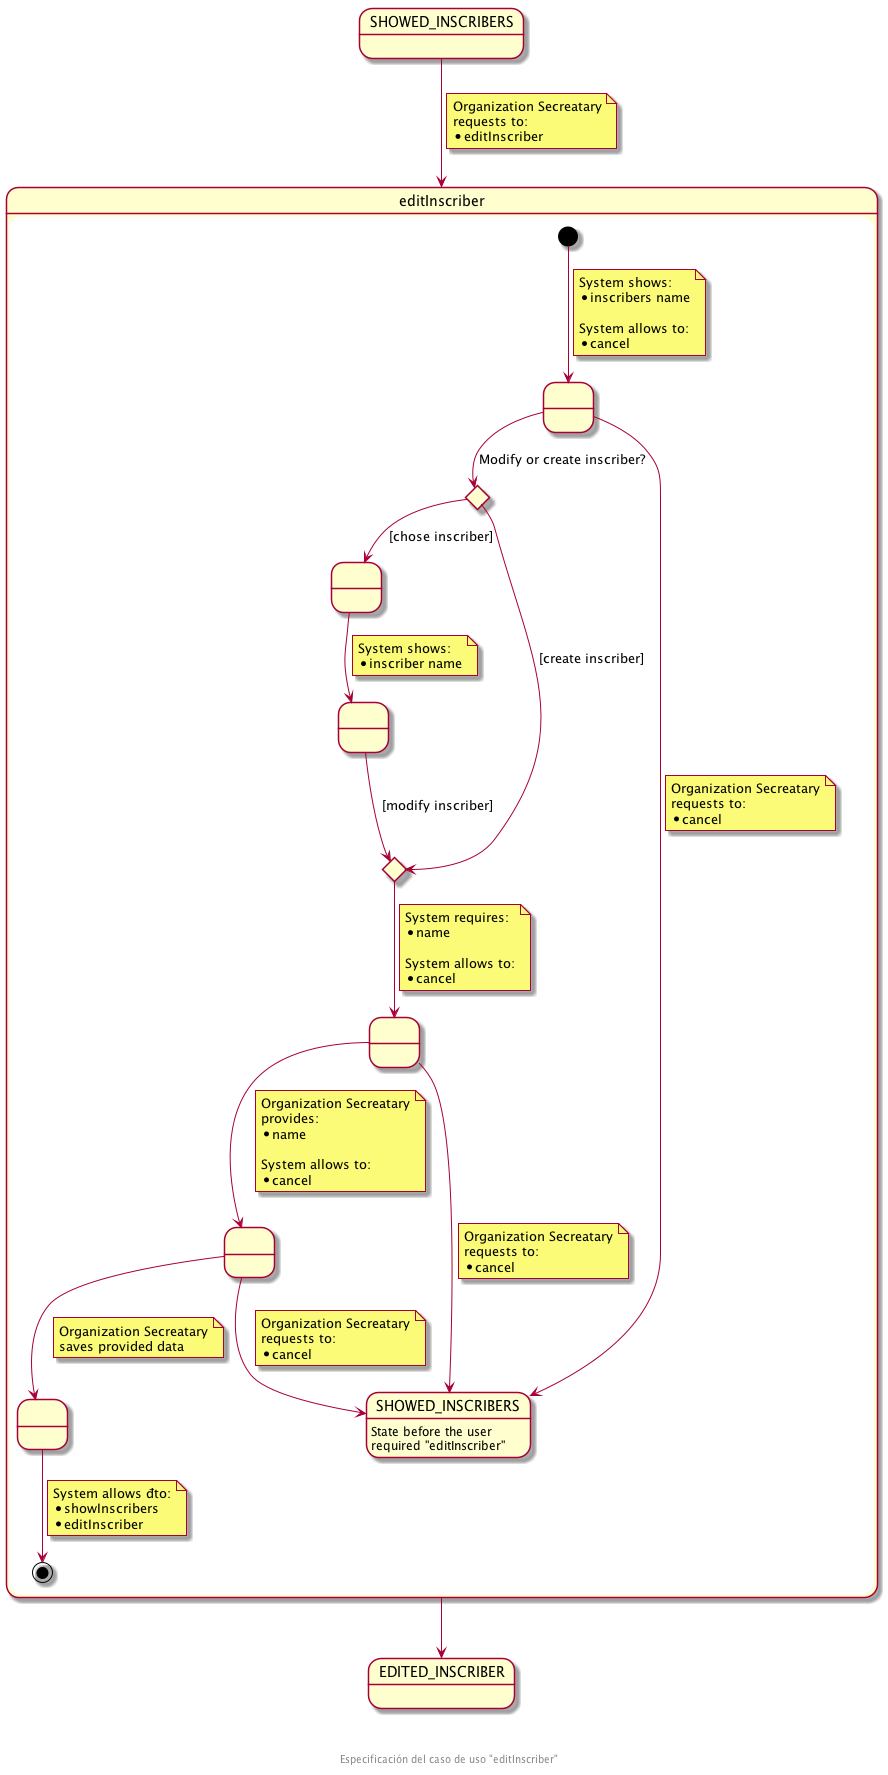 SHOWED_INSCRIBERS
Organization Secreatary
requests to:
• editInscriber
editInscriber
System shows:
• inscribers name
System allows to:
• cancel
Modify or create inscriber?
[chose inscriber]
System shows:
• inscriber name
[create inscriber]
[modify inscriber]
Organization Secreatary
requests to:
• cancel
System requires:
• name
System allows to:
• cancel
Organization Secreatary
provides:
• name
System allows to:
• cancel
Organization Secreatary
requests to:
• cancel
Organization Secreatary
saves provided data
Organization Secreatary
requests to:
• cancel
SHOWED_INSCRIBERS
State before the user
required "editInscriber"
System allows đto:
• showInscribers
• editInscriber
EDITED_INSCRIBER
Especificación del caso de uso "editInscriber"